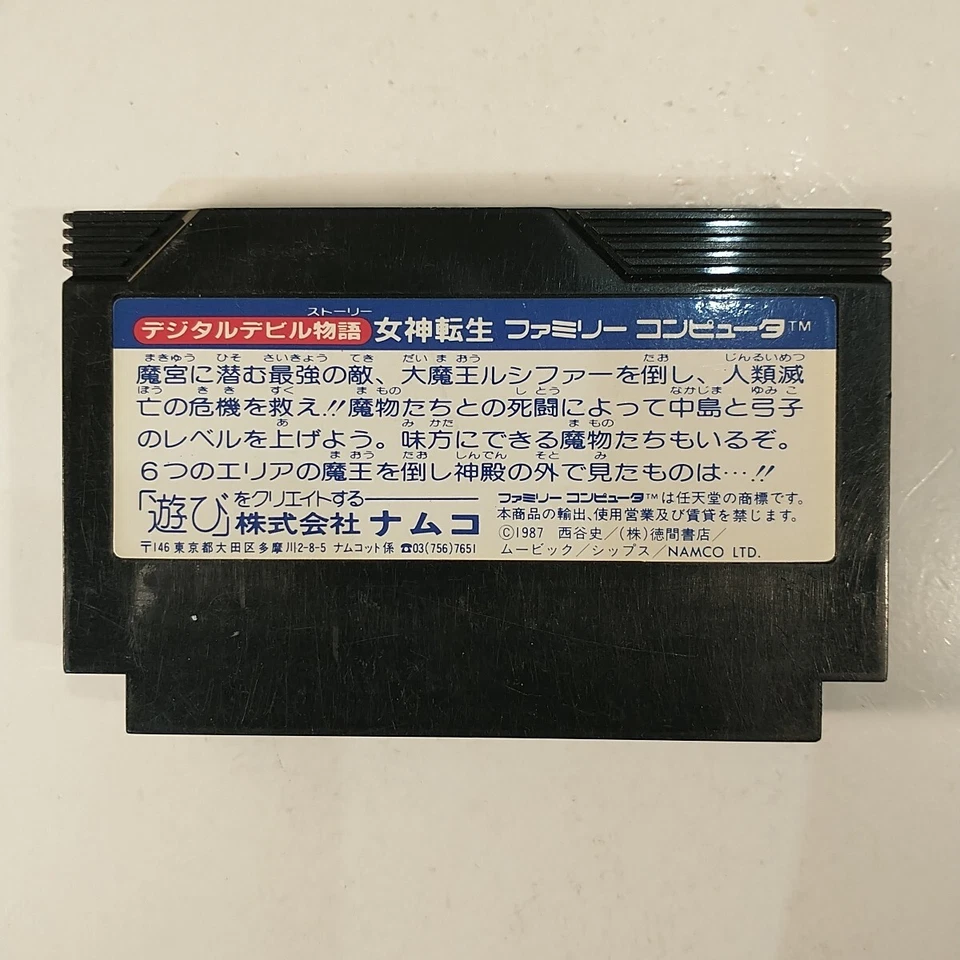 ストーリー
デジタルデビル物語 女神転生 ファミリー コンピュータ™
まきゅう ひそ さいきょう てき だい ま おう たお じんるいめつ
魔宮に潜む最強の敵、大魔王ルシファーを倒し、人類滅
ぼう き き すく ま もの し とう なかじま ゆみ こ
亡の危機を救え!!魔物たちとの死闘によって中島と弓子
あ み かた ま もの
のレベルを上げよう。味方にできる魔物たちもいるぞ。
ま おう たお しんでん そと み
6つのエリアの魔王を倒し神殿の外で見たものは…!!
「遊び」をクリエイトする
株式会社 ナムコ
〒146 東京都大田区多摩川2-8-5 ナムコット係 ☎03(756)7651
ファミリー コンピュータ™は任天堂の商標です。
本商品の輸出、使用営業及び賃貸を禁じます。
©1987 西谷史/(株)徳間書店/
ムービック/シップス/NAMCO LTD.